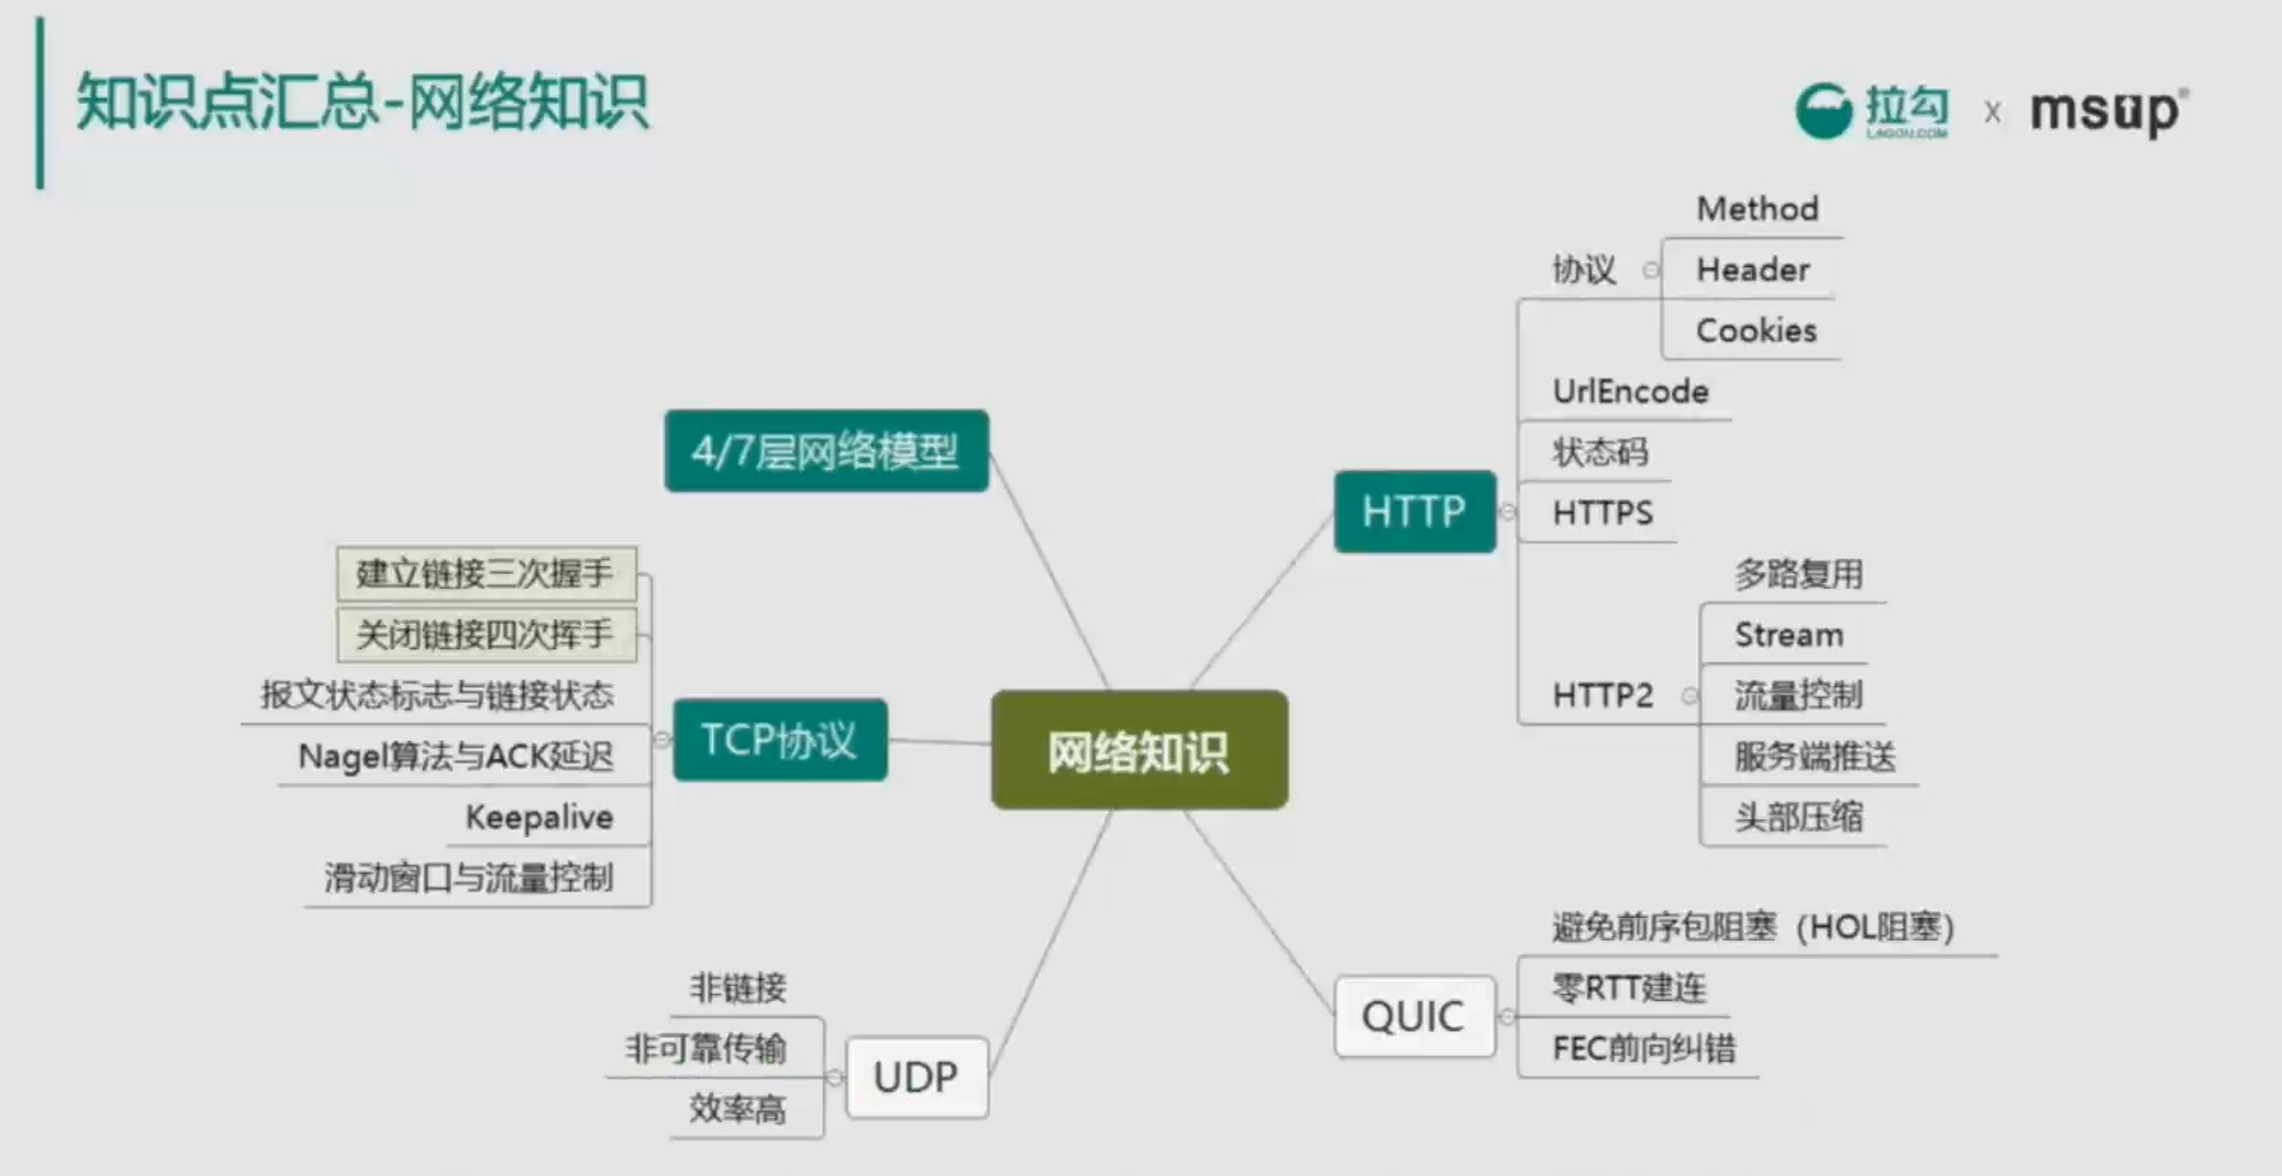 知识点汇总-网络知识
拉勾
LAGOU.COM
x
msup®
4/7层网络模型
建立链接三次握手
关闭链接四次挥手
报文状态标志与链接状态
Nagel算法与ACK延迟
Keepalive
滑动窗口与流量控制
TCP协议
非链接
非可靠传输
效率高
UDP
网络知识
HTTP
协议
Method
Header
Cookies
UrlEncode
状态码
HTTPS
HTTP2
多路复用
Stream
流量控制
服务端推送
头部压缩
QUIC
避免前序包阻塞（HOL阻塞）
零RTT建连
FEC前向纠错